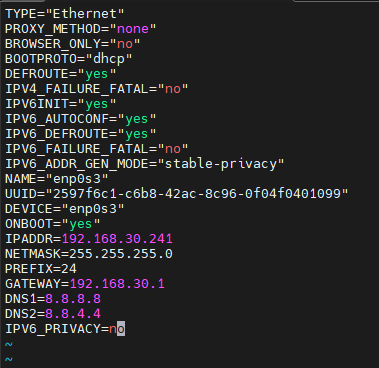 TYPE="Ethernet"
PROXY_METHOD="none"
BROWSER_ONLY="no"
BOOTPROTO="dhcp"
DEFROUTE="yes"
IPV4_FAILURE_FATAL="no"
IPV6INIT="yes"
IPV6_AUTOCONF="yes"
IPV6_DEFROUTE="yes"
IPV6_FAILURE_FATAL="no"
IPV6_ADDR_GEN_MODE="stable-privacy"
NAME="enp0s3"
UUID="2597f6c1-c6b8-42ac-8c96-0f04f0401099"
DEVICE="enp0s3"
ONBOOT="yes"
IPADDR=192.168.30.241
NETMASK=255.255.255.0
PREFIX=24
GATEWAY=192.168.30.1
DNS1=8.8.8.8
DNS2=8.8.4.4
IPV6_PRIVACY=no
~
~